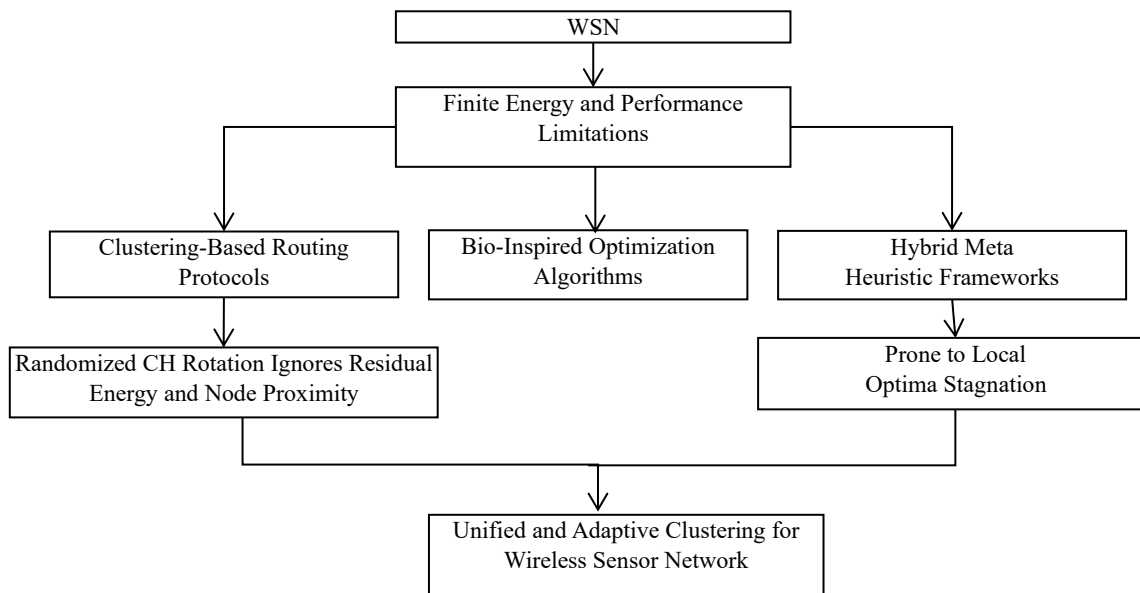 WSN
Finite Energy and Performance
Limitations
Clustering-Based Routing
Protocols
Bio-Inspired Optimization
Algorithms
Hybrid Meta
Heuristic Frameworks
Randomized CH Rotation Ignores Residual
Energy and Node Proximity
Prone to Local
Optima Stagnation
Unified and Adaptive Clustering for
Wireless Sensor Network